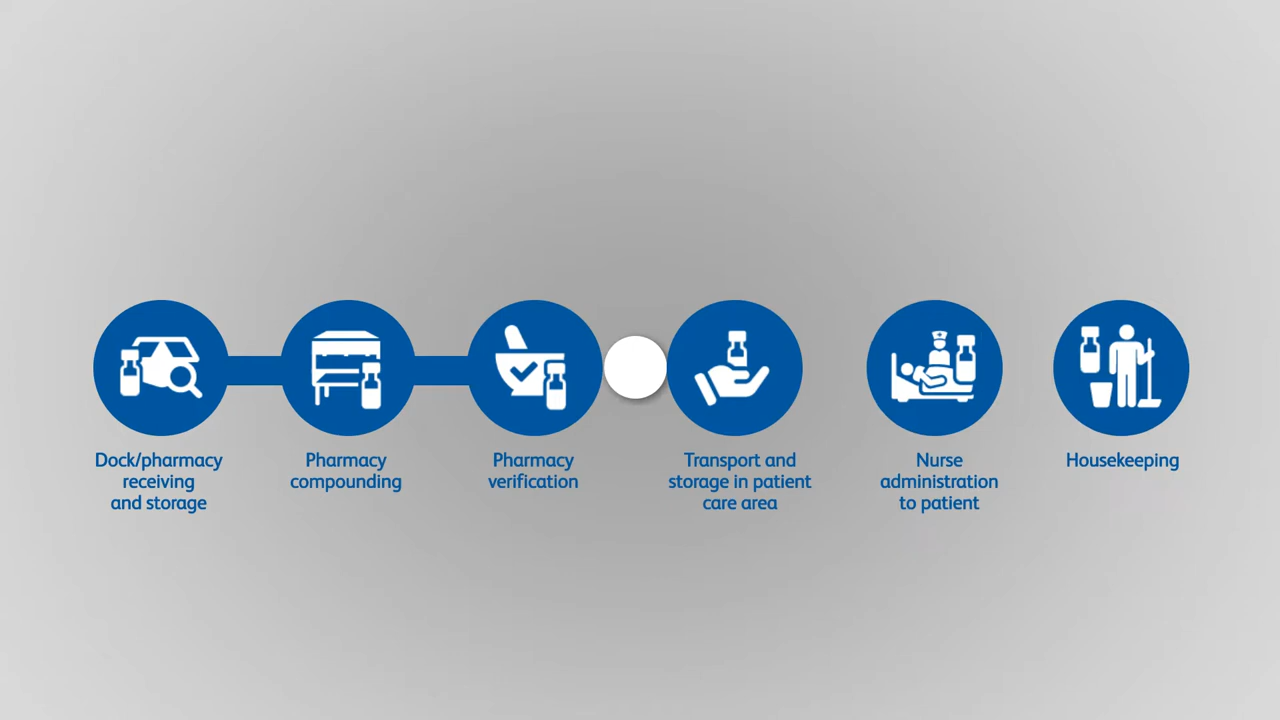 Dock/pharmacy
receiving
and storage
Pharmacy
compounding
Pharmacy
verification
Transport and
storage in patient
care area
Nurse
administration
to patient
Housekeeping